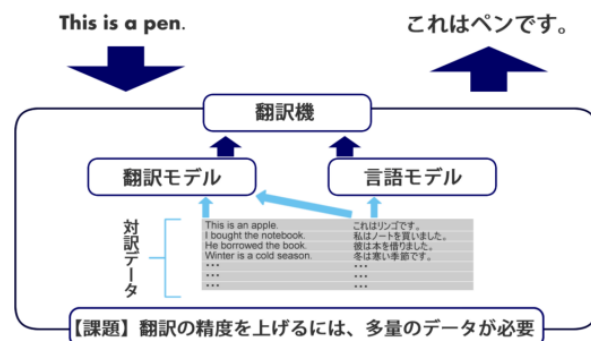 This is a pen.
これはペンです。
翻訳機
翻訳モデル
言語モデル
対訳データ
This is an apple.
これはリンゴです。
I bought the notebook.
私はノートを買いました。
He borrowed the book.
彼は本を借りました。
Winter is a cold season.
冬は寒い季節です。
•••
•••
•••
•••
•••
•••
【課題】翻訳の精度を上げるには、多量のデータが必要